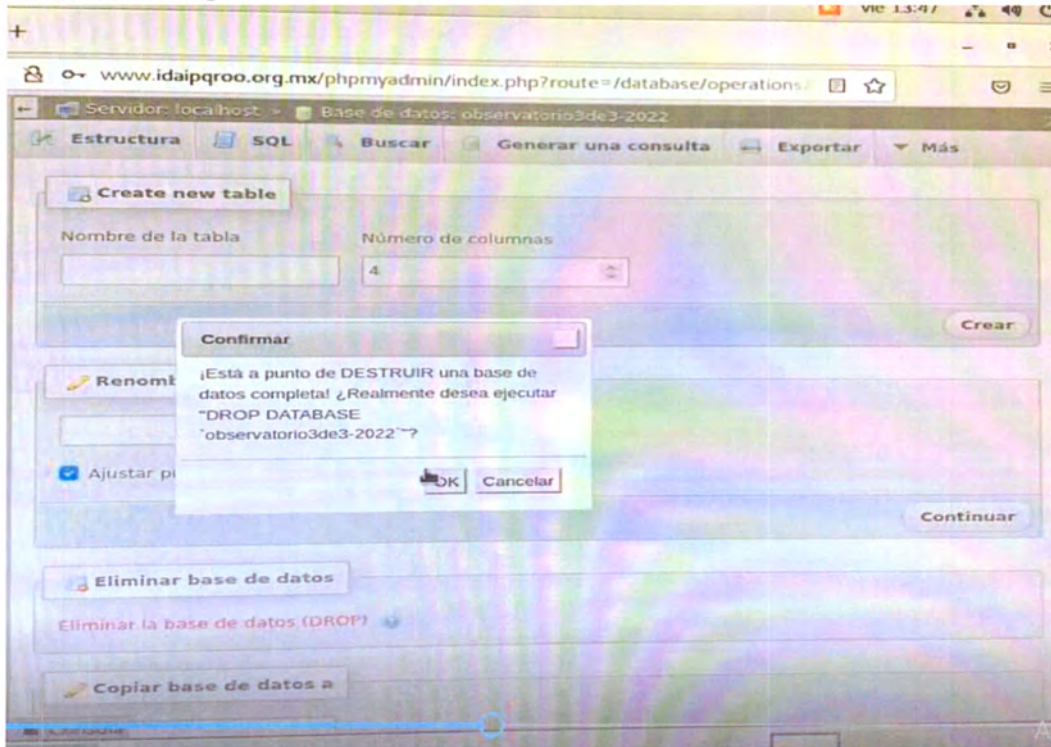 vie 13:47
+
www.idaipqroo.org.mx/phpmyadmin/index.php?route=/database/operations
Servidor: localhost » Base de datos: observatorio3de3-2022
Estructura SQL Buscar Generar una consulta Exportar Más
Create new table
Nombre de la tabla Número de columnas
4
Crear
Confirmar
¡Está a punto de DESTRUIR una base de
datos completa! ¿Realmente desea ejecutar
"DROP DATABASE
`observatorio3de3-2022`"?
OK Cancelar
Renomb
Ajustar p
Continuar
Eliminar base de datos
Eliminar la base de datos (DROP)
Copiar base de datos a